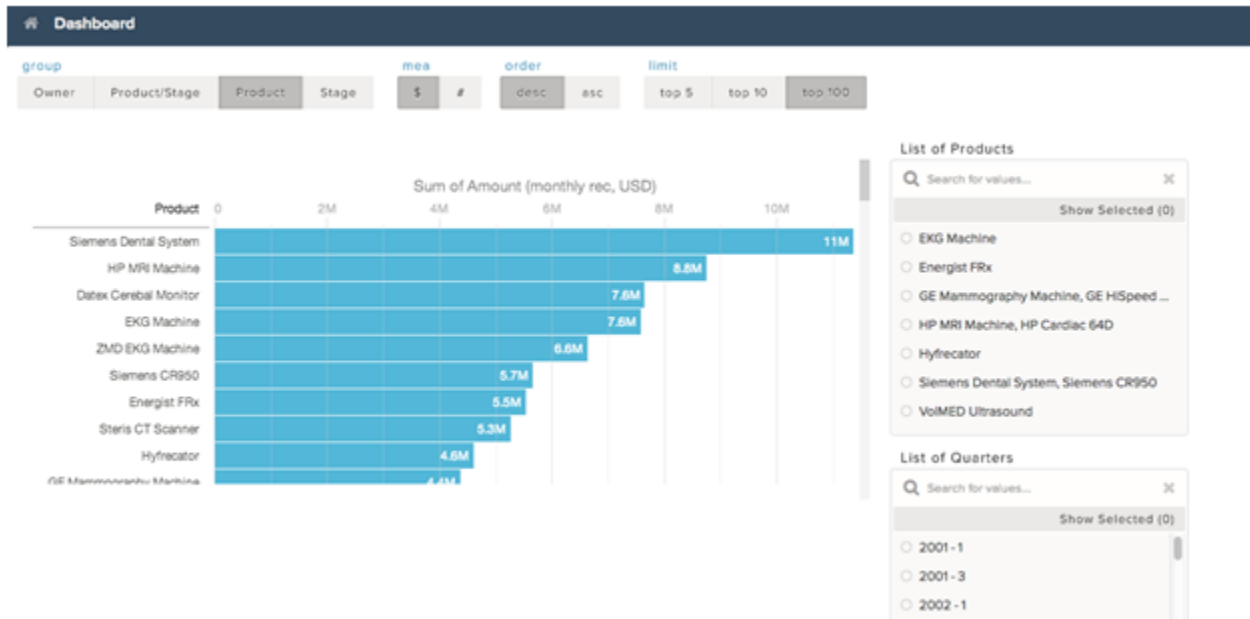 Dashboard
group mea order limit
Owner Product/Stage Product Stage $ # desc asc top 5 top 10 top 100
Sum of Amount (monthly rec, USD)
Product 0 2M 4M 6M 8M 10M
Siemens Dental System 11M
HP MRI Machine 8.8M
Datex Cerebal Monitor 7.6M
EKG Machine 7.6M
ZMD EKG Machine 6.6M
Siemens CR950 5.7M
Energist FRx 5.5M
Steris CT Scanner 5.3M
Hyfrecator 4.6M
GE Mammography Machine 4.4M
List of Products
Search for values...
Show Selected (0)
EKG Machine
Energist FRx
GE Mammography Machine, GE HiSpeed ...
HP MRI Machine, HP Cardiac 64D
Hyfrecator
Siemens Dental System, Siemens CR950
VolMED Ultrasound
List of Quarters
Search for values...
Show Selected (0)
2001 - 1
2001 - 3
2002 - 1